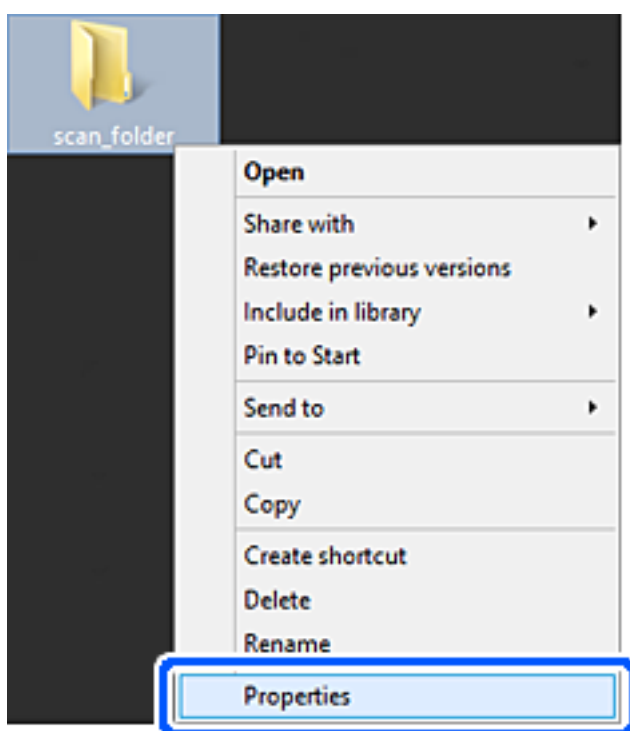 scan_folder
Open
Share with
Restore previous versions
Include in library
Pin to Start
Send to
Cut
Copy
Create shortcut
Delete
Rename
Properties